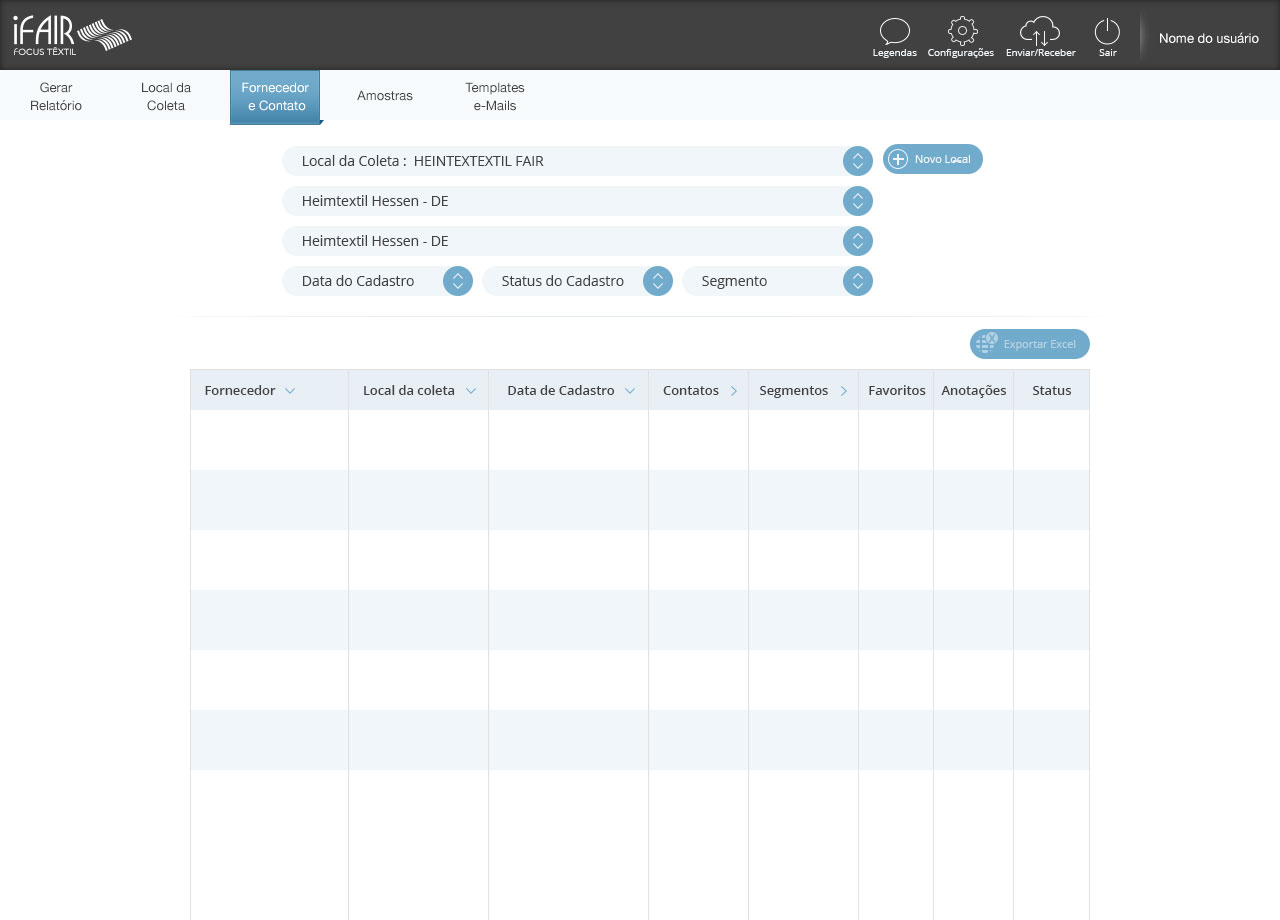 iFAIR
FOCUS TÊXTIL
Legendas
Configurações
Enviar/Receber
Sair
Nome do usuário
Gerar
Relatório
Local da
Coleta
Fornecedor
e Contato
Amostras
Templates
e-Mails
Local da Coleta : HEINTEXTEXTIL FAIR
Novo Local
Heimtextil Hessen - DE
Heimtextil Hessen - DE
Data do Cadastro
Status do Cadastro
Segmento
X
Exportar Excel
Fornecedor
Local da coleta
Data de Cadastro
Contatos
Segmentos
Favoritos
Anotações
Status